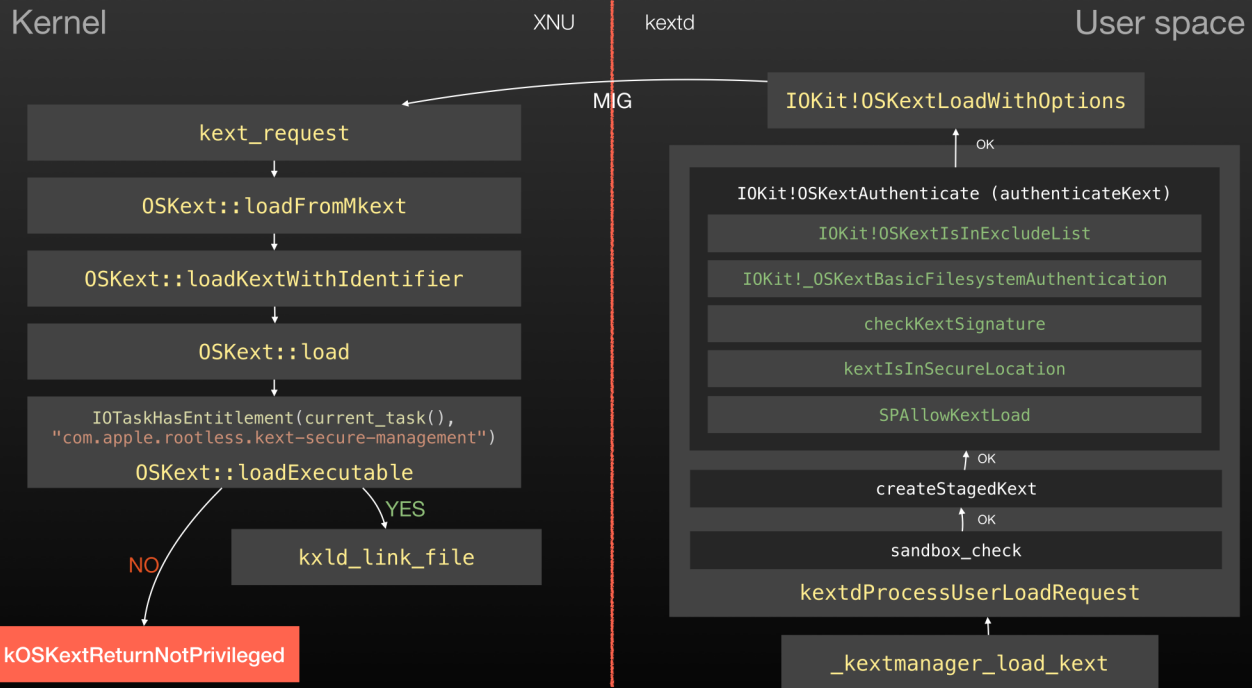 Kernel
XNU
kextd
User space
MIG
kext_request
OSKext::loadFromMkext
OSKext::loadKextWithIdentifier
OSKext::load
IOTaskHasEntitlement(current_task(),
"com.apple.rootless.kext-secure-management")
OSKext::loadExecutable
YES
NO
kxld_link_file
kOSKextReturnNotPrivileged
IOKit!OSKextLoadWithOptions
OK
IOKit!OSKextAuthenticate (authenticateKext)
IOKit!OSKextIsInExcludeList
IOKit!_OSKextBasicFilesystemAuthentication
checkKextSignature
kextIsInSecureLocation
SPAllowKextLoad
OK
createStagedKext
OK
sandbox_check
kextdProcessUserLoadRequest
_kextmanager_load_kext